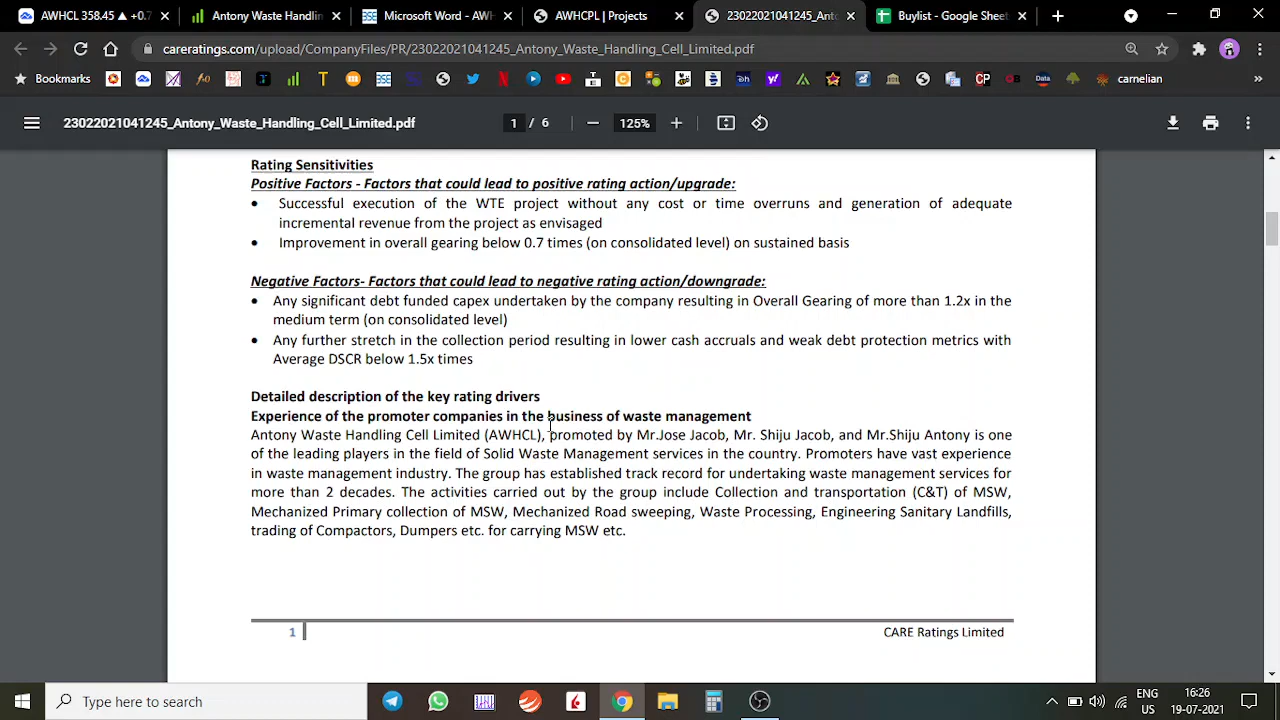 AWHCL 358.45 ▲ +0.7
Antony Waste Handling
Microsoft Word - AWH
AWHCPL | Projects
23022021041245_Antony
Buylist - Google Sheets
careratings.com/upload/CompanyFiles/PR/23022021041245_Antony_Waste_Handling_Cell_Limited.pdf
Bookmarks
carnelian
23022021041245_Antony_Waste_Handling_Cell_Limited.pdf
1 / 6
125%
Rating Sensitivities
Positive Factors - Factors that could lead to positive rating action/upgrade:
• Successful execution of the WTE project without any cost or time overruns and generation of adequate
incremental revenue from the project as envisaged
• Improvement in overall gearing below 0.7 times (on consolidated level) on sustained basis
Negative Factors- Factors that could lead to negative rating action/downgrade:
• Any significant debt funded capex undertaken by the company resulting in Overall Gearing of more than 1.2x in the
medium term (on consolidated level)
• Any further stretch in the collection period resulting in lower cash accruals and weak debt protection metrics with
Average DSCR below 1.5x times
Detailed description of the key rating drivers
Experience of the promoter companies in the business of waste management
Antony Waste Handling Cell Limited (AWHCL), promoted by Mr.Jose Jacob, Mr. Shiju Jacob, and Mr.Shiju Antony is one
of the leading players in the field of Solid Waste Management services in the country. Promoters have vast experience
in waste management industry. The group has established track record for undertaking waste management services for
more than 2 decades. The activities carried out by the group include Collection and transportation (C&T) of MSW,
Mechanized Primary collection of MSW, Mechanized Road sweeping, Waste Processing, Engineering Sanitary Landfills,
trading of Compactors, Dumpers etc. for carrying MSW etc.
1
CARE Ratings Limited
Type here to search
ENG
US
16:26
19-07-2021